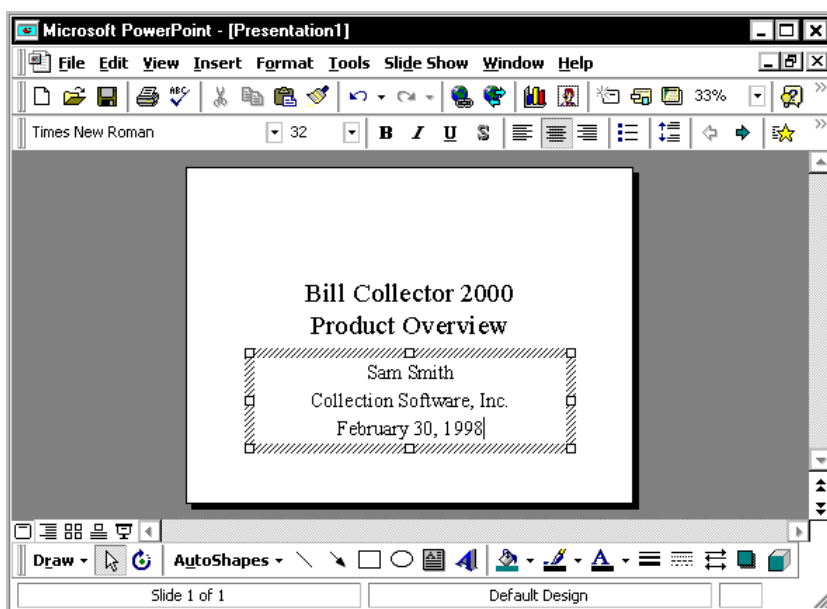 Microsoft PowerPoint - [Presentation1]
File Edit View Insert Format Tools Slide Show Window Help
ABC 33%
Times New Roman 32 B I U S
Bill Collector 2000
Product Overview
Sam Smith
Collection Software, Inc.
February 30, 1998
Draw AutoShapes A A
Slide 1 of 1 Default Design